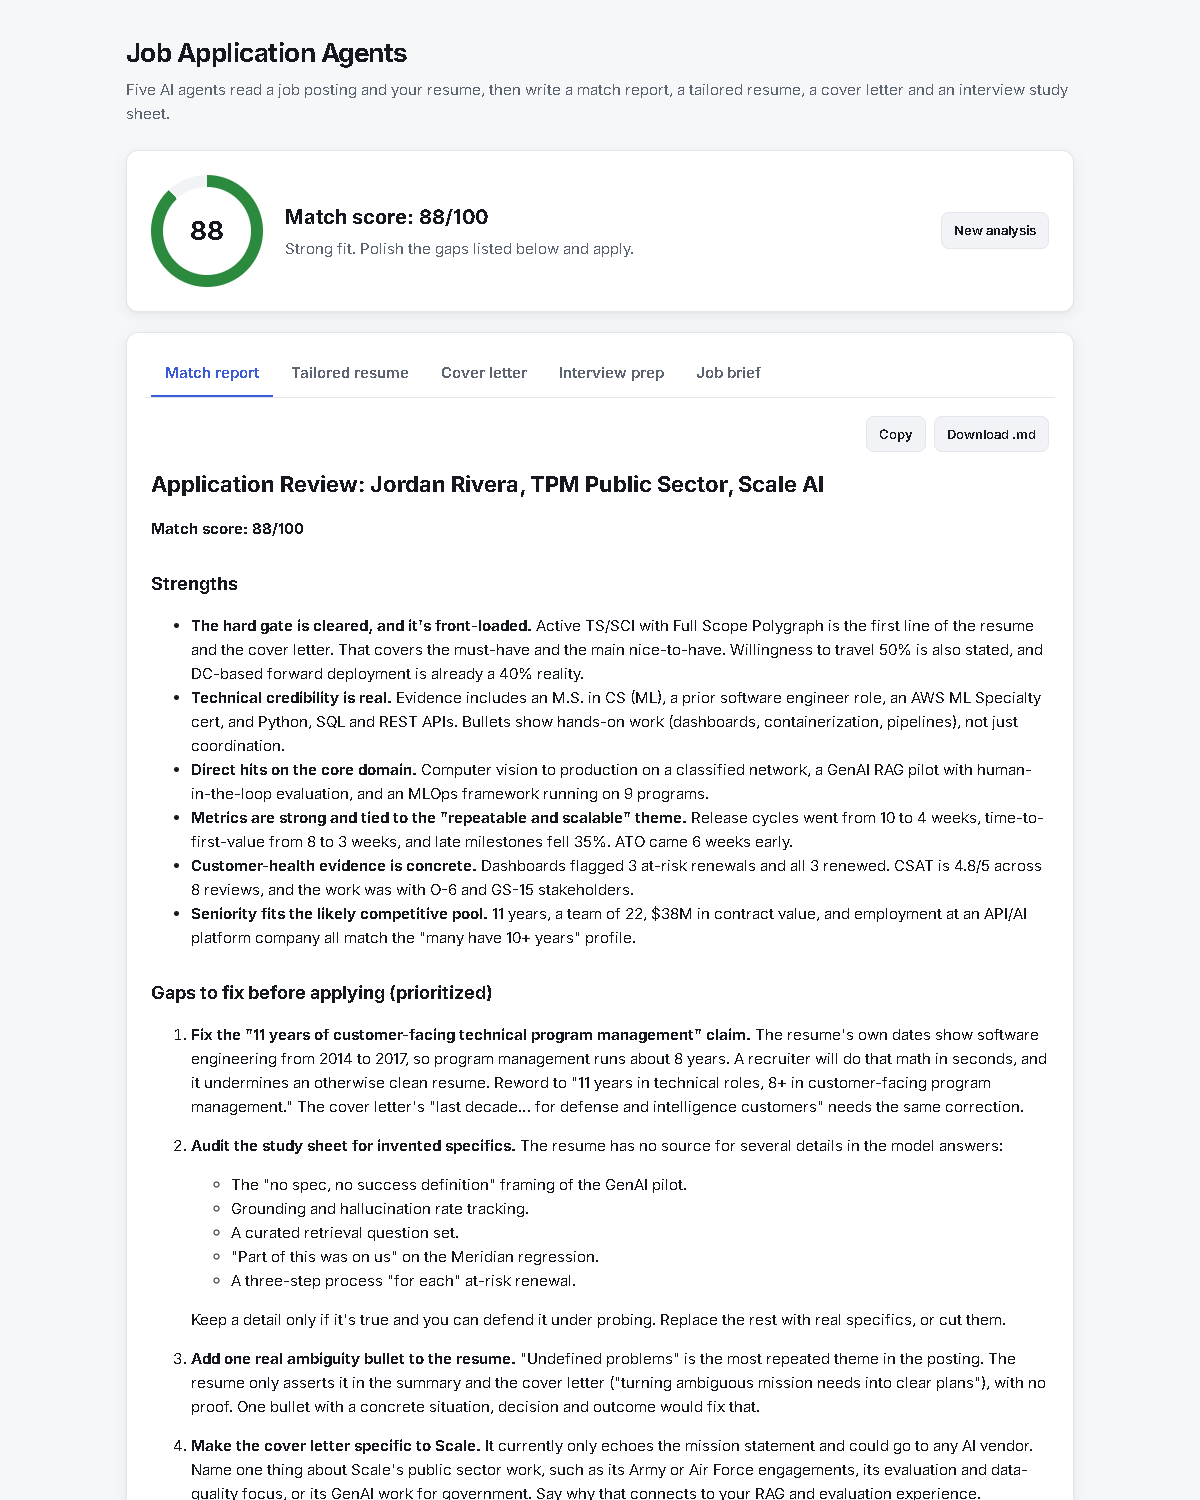 Job Application Agents
Five AI agents read a job posting and your resume, then write a match report, a tailored resume, a cover letter and an interview study
sheet.
88
Match score: 88/100
Strong fit. Polish the gaps listed below and apply.
New analysis
Match report
Tailored resume
Cover letter
Interview prep
Job brief
Copy
Download .md
Application Review: Jordan Rivera, TPM Public Sector, Scale AI
Match score: 88/100
Strengths
• The hard gate is cleared, and it's front-loaded. Active TS/SCI with Full Scope Polygraph is the first line of the resume
and the cover letter. That covers the must-have and the main nice-to-have. Willingness to travel 50% is also stated, and
DC-based forward deployment is already a 40% reality.
• Technical credibility is real. Evidence includes an M.S. in CS (ML), a prior software engineer role, an AWS ML Specialty
cert, and Python, SQL and REST APIs. Bullets show hands-on work (dashboards, containerization, pipelines), not just
coordination.
• Direct hits on the core domain. Computer vision to production on a classified network, a GenAI RAG pilot with human-
in-the-loop evaluation, and an MLOps framework running on 9 programs.
• Metrics are strong and tied to the "repeatable and scalable" theme. Release cycles went from 10 to 4 weeks, time-to-
first-value from 8 to 3 weeks, and late milestones fell 35%. ATO came 6 weeks early.
• Customer-health evidence is concrete. Dashboards flagged 3 at-risk renewals and all 3 renewed. CSAT is 4.8/5 across
8 reviews, and the work was with O-6 and GS-15 stakeholders.
• Seniority fits the likely competitive pool. 11 years, a team of 22, $38M in contract value, and employment at an API/AI
platform company all match the "many have 10+ years" profile.
Gaps to fix before applying (prioritized)
1. Fix the "11 years of customer-facing technical program management" claim. The resume's own dates show software
engineering from 2014 to 2017, so program management runs about 8 years. A recruiter will do that math in seconds, and
it undermines an otherwise clean resume. Reword to "11 years in technical roles, 8+ in customer-facing program
management." The cover letter's "last decade... for defense and intelligence customers" needs the same correction.
2. Audit the study sheet for invented specifics. The resume has no source for several details in the model answers:
◦ The "no spec, no success definition" framing of the GenAI pilot.
◦ Grounding and hallucination rate tracking.
◦ A curated retrieval question set.
◦ "Part of this was on us" on the Meridian regression.
◦ A three-step process "for each" at-risk renewal.
Keep a detail only if it's true and you can defend it under probing. Replace the rest with real specifics, or cut them.
3. Add one real ambiguity bullet to the resume. "Undefined problems" is the most repeated theme in the posting. The
resume only asserts it in the summary and the cover letter ("turning ambiguous mission needs into clear plans"), with no
proof. One bullet with a concrete situation, decision and outcome would fix that.
4. Make the cover letter specific to Scale. It currently only echoes the mission statement and could go to any AI vendor.
Name one thing about Scale's public sector work, such as its Army or Air Force engagements, its evaluation and data-
quality focus, or its GenAI work for government. Say why that connects to your RAG and evaluation experience.